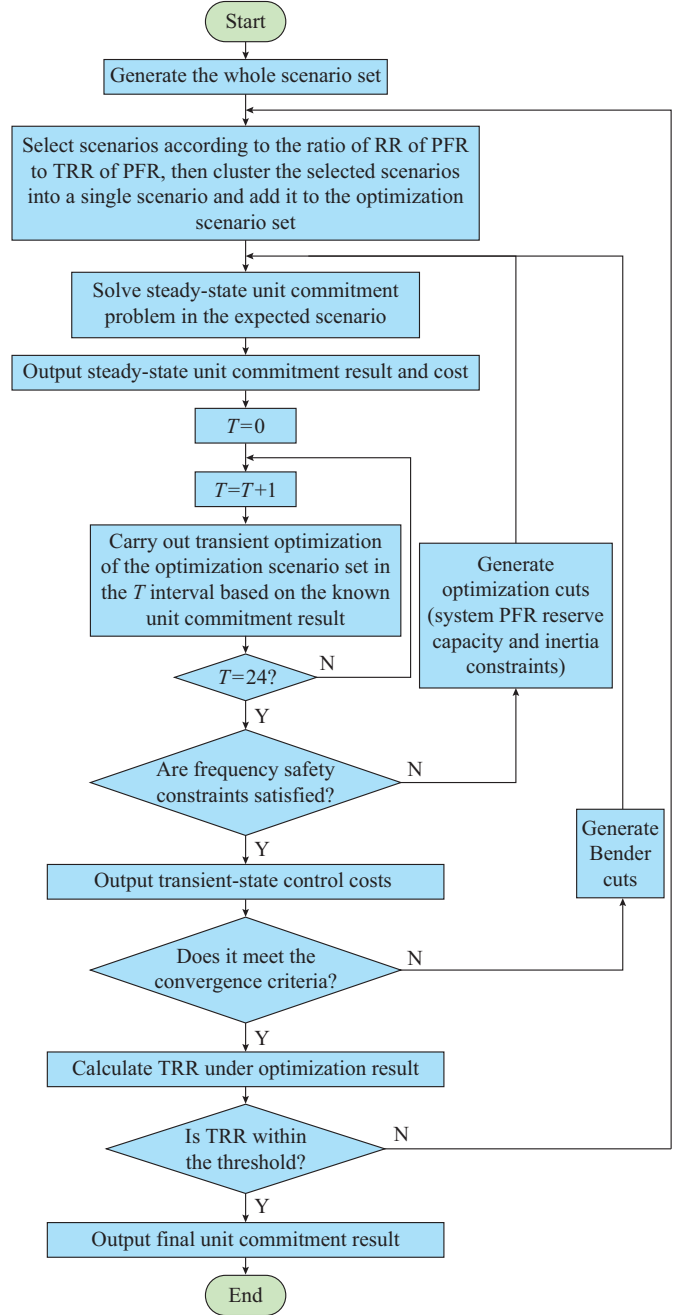 Start
Generate the whole scenario set
Select scenarios according to the ratio of RR of PFR
to TRR of PFR, then cluster the selected scenarios
into a single scenario and add it to the optimization
scenario set
Solve steady-state unit commitment
problem in the expected scenario
Output steady-state unit commitment result and cost
T=0
T=T+1
Carry out transient optimization
of the optimization scenario set in
the T interval based on the known
unit commitment result
Generate
optimization cuts
(system PFR reserve
capacity and inertia
constraints)
T=24?
N
Y
Are frequency safety
constraints satisfied?
N
Y
Generate
Bender
cuts
Output transient-state control costs
Does it meet the
convergence criteria?
N
Y
Calculate TRR under optimization result
Is TRR within
the threshold?
N
Y
Output final unit commitment result
End